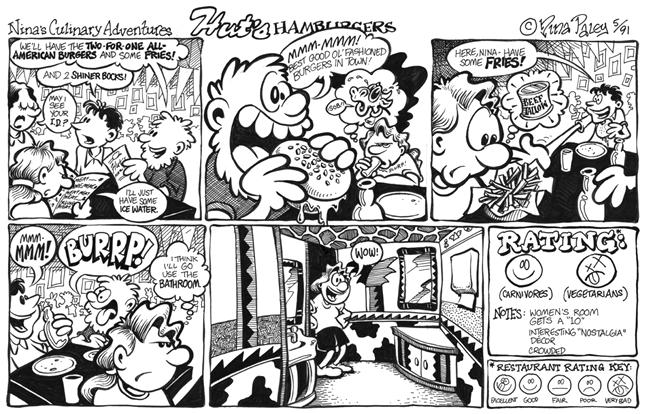 Nina's Culinary Adventures
Hut's HAMBURGERS
© Nina Paley 5/91
WE'LL HAVE THE TWO-FOR-ONE ALL-
AMERICAN BURGERS AND SOME FRIES!
AND 2 SHINER BOCKS!
MAY I
SEE
YOUR
I.D.?
I'LL JUST
HAVE SOME
ICE WATER.
MMM-MMM!
BEST GOOD OL' FASHIONED
BURGERS IN TOWN!
SOB!
HERE, NINA - HAVE
SOME FRIES!
BEEF
TALLOW
MMM-
MMM!
BURRP!
I THINK
I'LL GO
USE THE
BATHROOM
WOW!
RATING:*
(CARNIVORES)
(VEGETARIANS)
NOTES: WOMEN'S ROOM
GETS A "10"
INTERESTING "NOSTALGIA"
DÉCOR
CROWDED
*RESTAURANT RATING KEY:
EXCELLENT GOOD FAIR POOR VERY BAD